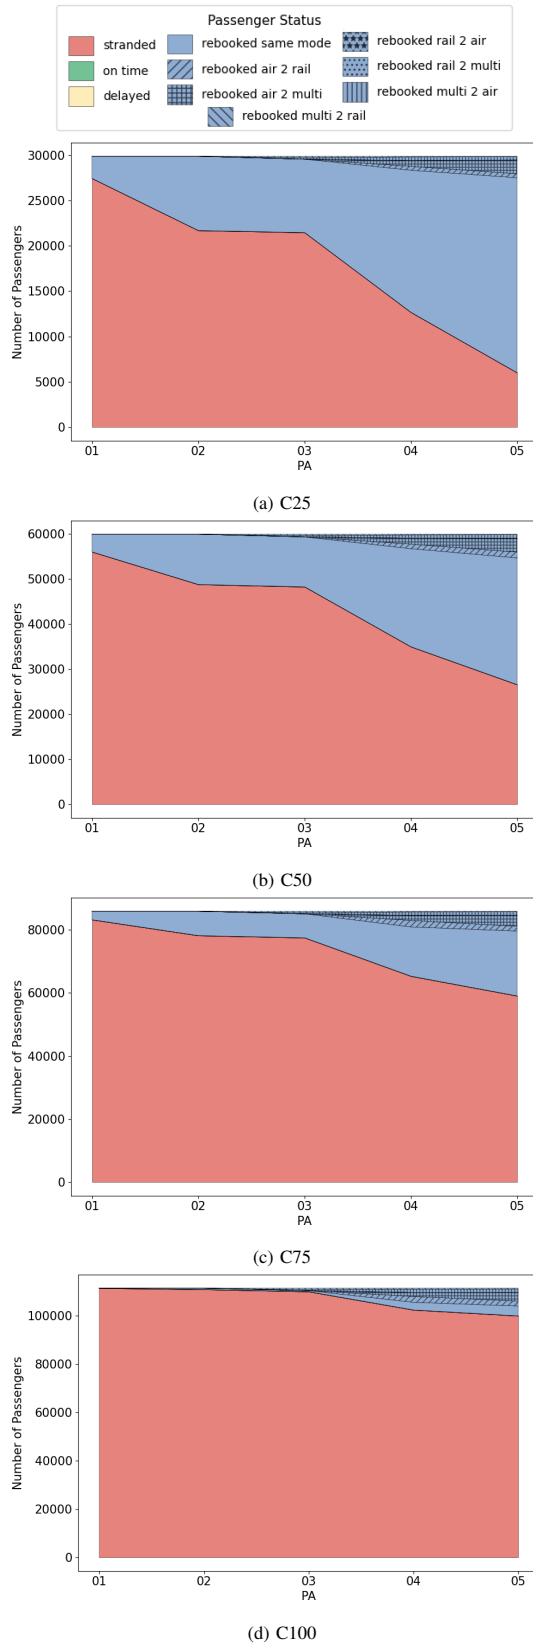 Passenger Status
stranded
on time
delayed
rebooked same mode
rebooked air 2 rail
rebooked air 2 multi
rebooked multi 2 rail
rebooked rail 2 air
rebooked rail 2 multi
rebooked multi 2 air
Number of Passengers
30000
25000
20000
15000
10000
5000
0
01 02 03 04 05
PA
(a) C25
Number of Passengers
60000
50000
40000
30000
20000
10000
0
01 02 03 04 05
PA
(b) C50
Number of Passengers
80000
60000
40000
20000
0
01 02 03 04 05
PA
(c) C75
Number of Passengers
100000
80000
60000
40000
20000
0
01 02 03 04 05
PA
(d) C100